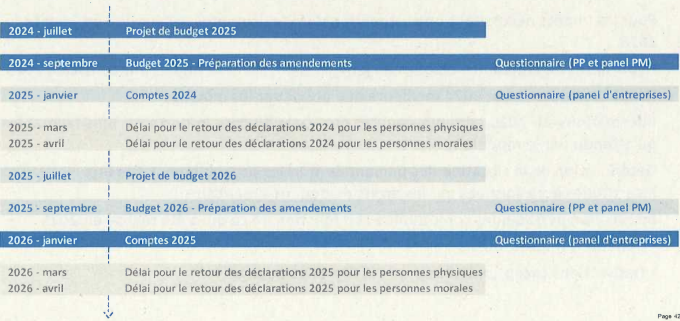 2024 - juillet Projet de budget 2025
2024 - septembre Budget 2025 - Préparation des amendements Questionnaire (PP et panel PM)
2025 - janvier Comptes 2024 Questionnaire (panel d'entreprises)
2025 - mars Délai pour le retour des déclarations 2024 pour les personnes physiques
2025 - avril Délai pour le retour des déclarations 2024 pour les personnes morales
2025 - juillet Projet de budget 2026
2025 - septembre Budget 2026 - Préparation des amendements Questionnaire (PP et panel PM)
2026 - janvier Comptes 2025 Questionnaire (panel d'entreprises)
2026 - mars Délai pour le retour des déclarations 2025 pour les personnes physiques
2026 - avril Délai pour le retour des déclarations 2025 pour les personnes morales
Page 42